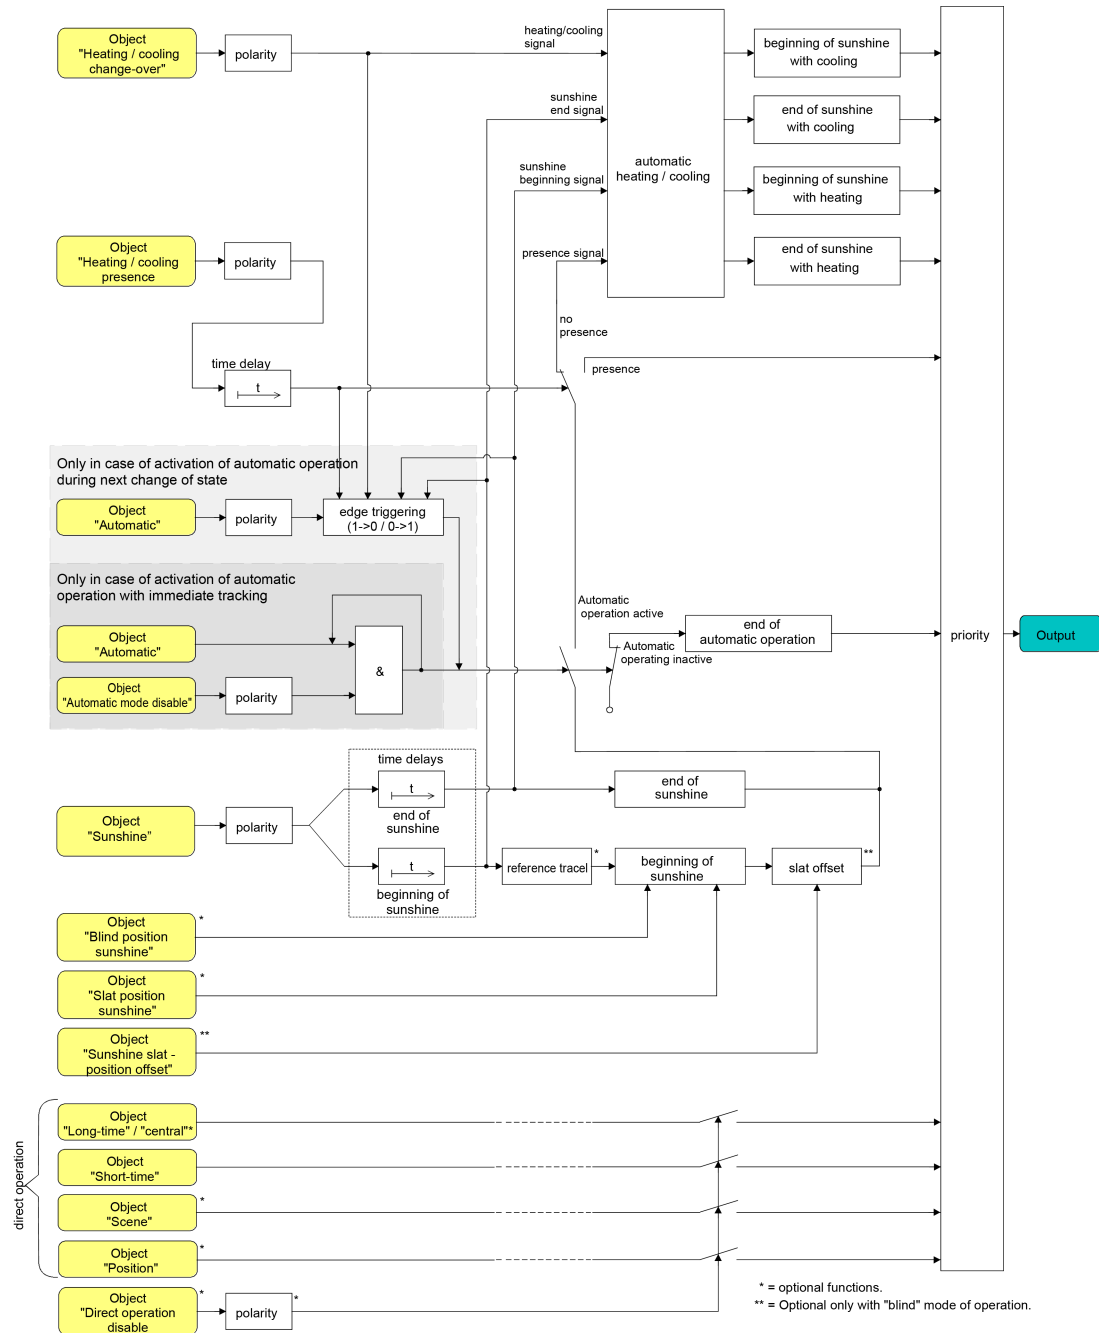 Object
"Heating / cooling
change-over"
polarity
heating/cooling
signal
beginning of sunshine
with cooling
sunshine
end signal
end of sunshine
with cooling
automatic
heating / cooling
sunshine
beginning signal
beginning of sunshine
with heating
Object
"Heating / cooling
presence
polarity
presence signal
end of sunshine
with heating
no
presence
time delay
t
presence
Only in case of activation of automatic operation
during next change of state
Object
"Automatic"
polarity
edge triggering
(1->0 / 0->1)
Only in case of activation of automatic
operation with immediate tracking
Object
"Automatic"
Object
"Automatic mode disable"
polarity
&
Automatic
operation active
Automatic
operating inactive
end of
automatic operation
priority
Output
time delays
t
end of
sunshine
end of
sunshine
Object
"Sunshine"
polarity
t
beginning of
sunshine
reference tracel
*
beginning of
sunshine
slat offset
**
Object
"Blind position
sunshine"
*
Object
"Slat position
sunshine"
*
Object
"Sunshine slat -
position offset"
**
direct operation
Object
"Long-time" / "central"*
Object
"Short-time"
Object
"Scene"
*
Object
"Position"
*
Object
"Direct operation
disable
*
polarity
*
* = optional functions.
** = Optional only with "blind" mode of operation.